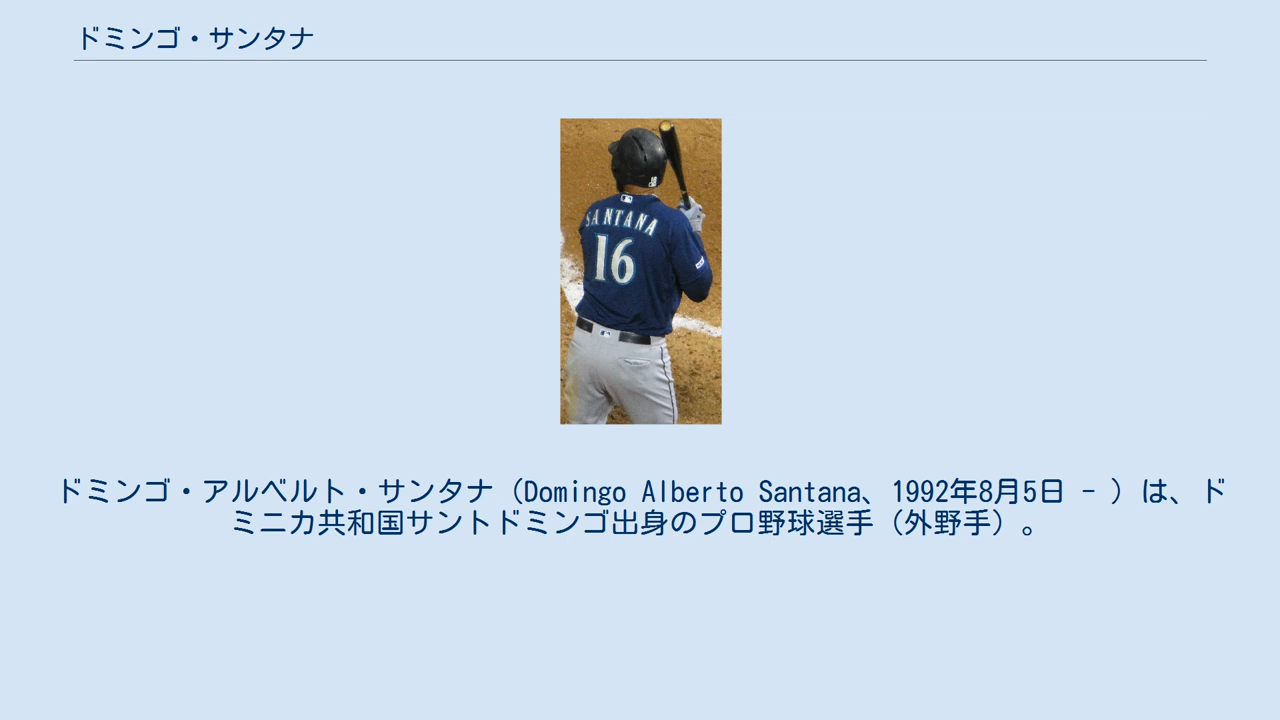 ドミンゴ・サンタナ
SANTANA
16
ドミンゴ・アルベルト・サンタナ（Domingo Alberto Santana、1992年8月5日 - ）は、ド
ミニカ共和国サントドミンゴ出身のプロ野球選手（外野手）。